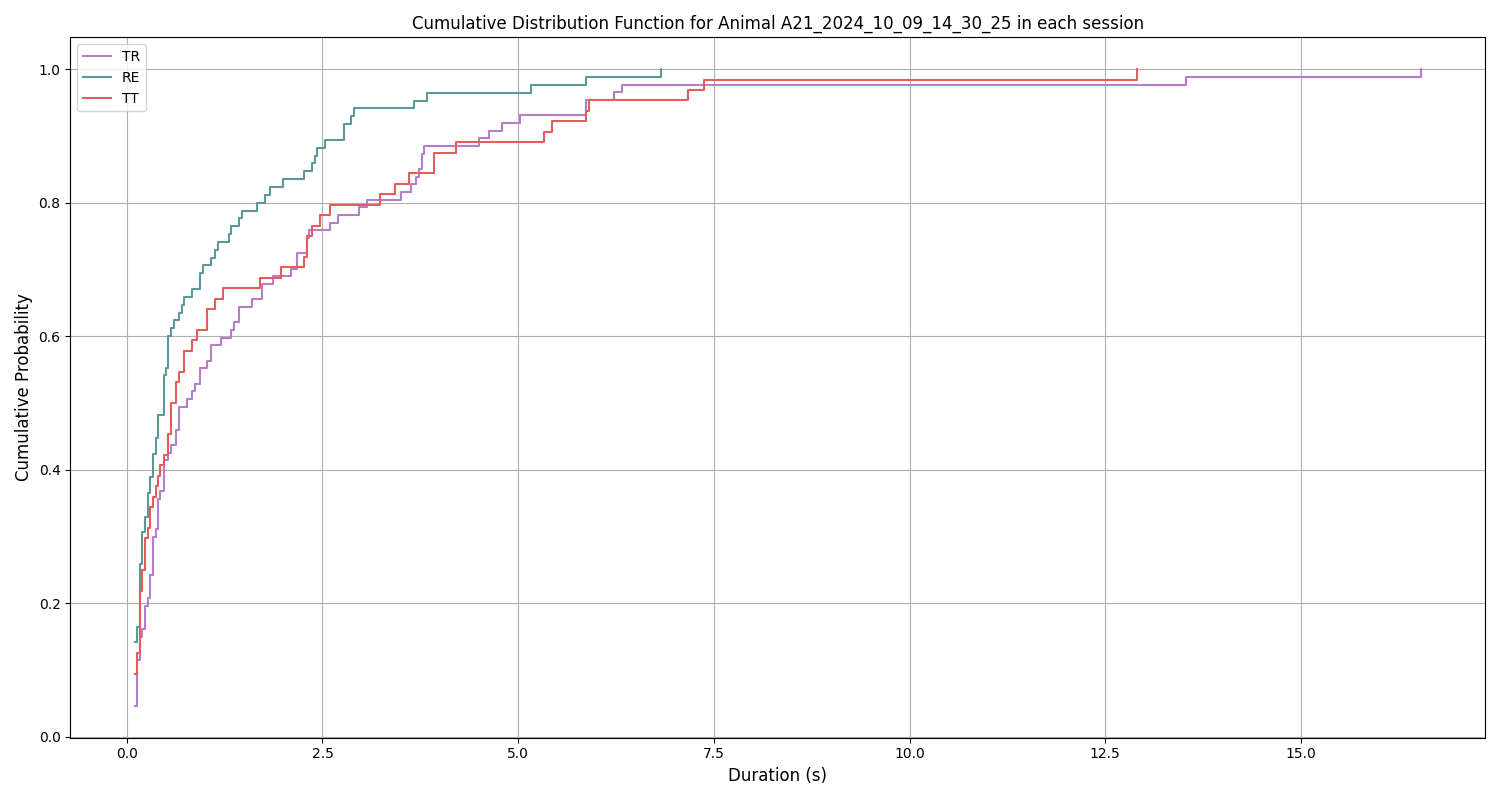 Cumulative Distribution Function for Animal A21_2024_10_09_14_30_25 in each session
TR
RE
TT
1.0
0.8
0.6
0.4
0.2
0.0
Cumulative Probability
0.0 2.5 5.0 7.5 10.0 12.5 15.0
Duration (s)